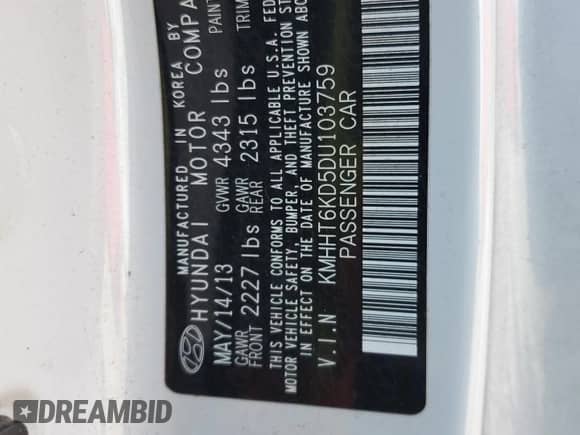 MANUFACTURED IN KOREA BY
HYUNDAI MOTOR COMPA
MAY/14/13 GVWR 4343 lbs PAINT
GAWR FRONT 2227 lbs GAWR REAR 2315 lbs TRIM
THIS VEHICLE CONFORMS TO ALL APPLICABLE U.S.A. FED
MOTOR VEHICLE SAFETY, BUMPER, AND THEFT PREVENTION ST
IN EFFECT ON THE DATE OF MANUFACTURE SHOWN ABO
V.I.N KMHHT6KD5DU103759
PASSENGER CAR
DREAMBID